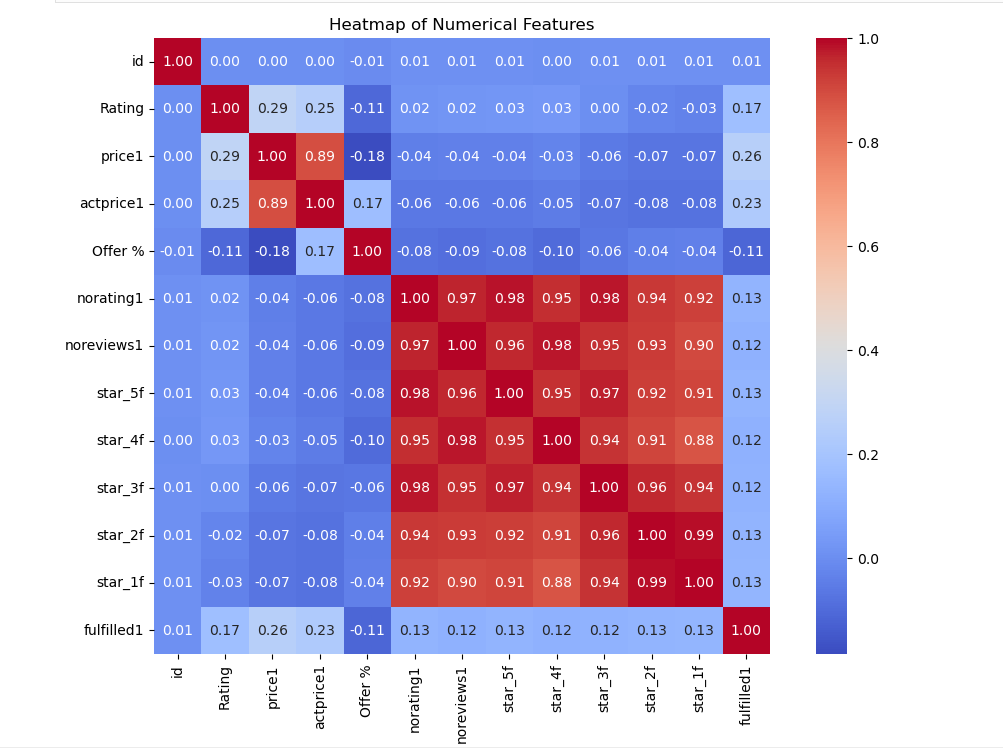 Heatmap of Numerical Features
id 1.00 0.00 0.00 0.00 -0.01 0.01 0.01 0.01 0.00 0.01 0.01 0.01 0.01
Rating 0.00 1.00 0.29 0.25 -0.11 0.02 0.02 0.03 0.03 0.00 -0.02 -0.03 0.17
price1 0.00 0.29 1.00 0.89 -0.18 -0.04 -0.04 -0.04 -0.03 -0.06 -0.07 -0.07 0.26
actprice1 0.00 0.25 0.89 1.00 0.17 -0.06 -0.06 -0.06 -0.05 -0.07 -0.08 -0.08 0.23
Offer % -0.01 -0.11 -0.18 0.17 1.00 -0.08 -0.09 -0.08 -0.10 -0.06 -0.04 -0.04 -0.11
norating1 0.01 0.02 -0.04 -0.06 -0.08 1.00 0.97 0.98 0.95 0.98 0.94 0.92 0.13
noreviews1 0.01 0.02 -0.04 -0.06 -0.09 0.97 1.00 0.96 0.98 0.95 0.93 0.90 0.12
star_5f 0.01 0.03 -0.04 -0.06 -0.08 0.98 0.96 1.00 0.95 0.97 0.92 0.91 0.13
star_4f 0.00 0.03 -0.03 -0.05 -0.10 0.95 0.98 0.95 1.00 0.94 0.91 0.88 0.12
star_3f 0.01 0.00 -0.06 -0.07 -0.06 0.98 0.95 0.97 0.94 1.00 0.96 0.94 0.12
star_2f 0.01 -0.02 -0.07 -0.08 -0.04 0.94 0.93 0.92 0.91 0.96 1.00 0.99 0.13
star_1f 0.01 -0.03 -0.07 -0.08 -0.04 0.92 0.90 0.91 0.88 0.94 0.99 1.00 0.13
fulfilled1 0.01 0.17 0.26 0.23 -0.11 0.13 0.12 0.13 0.12 0.12 0.13 0.13 1.00
id Rating price1 actprice1 Offer % norating1 noreviews1 star_5f star_4f star_3f star_2f star_1f fulfilled1
1.0
0.8
0.6
0.4
0.2
0.0